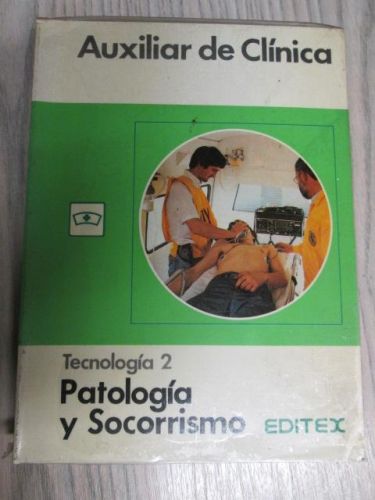 Auxiliar de Clínica
Tecnología 2
Patología
y Socorrismo
EDITEX